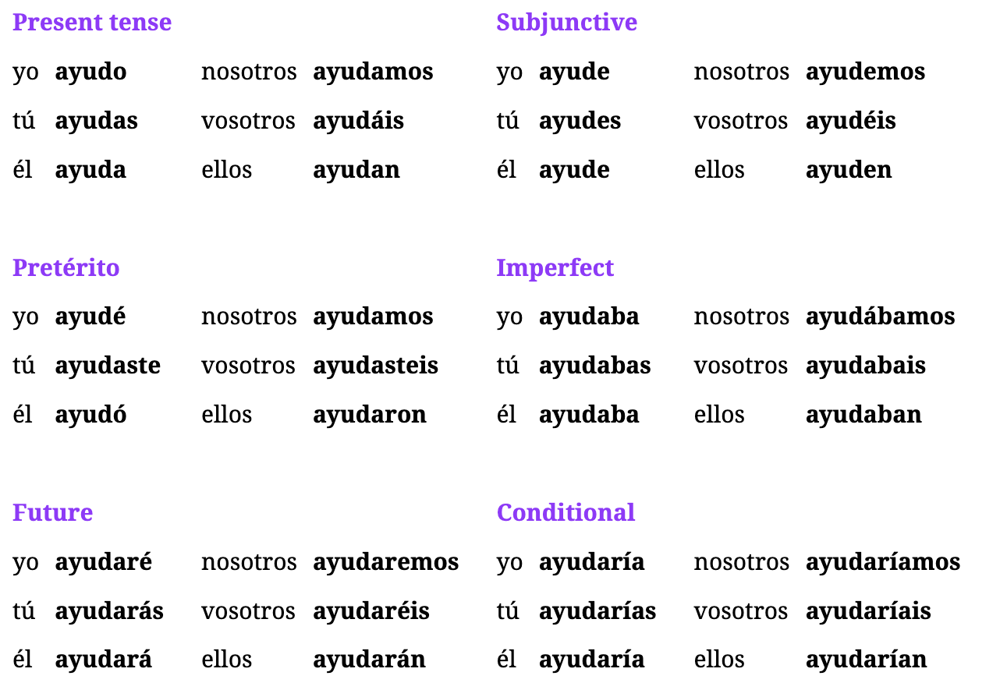 Present tense
yo ayudo nosotros ayudamos
tú ayudas vosotros ayudáis
él ayuda ellos ayudan
Subjunctive
yo ayude nosotros ayudemos
tú ayudes vosotros ayudéis
él ayude ellos ayuden
Pretérito
yo ayudé nosotros ayudamos
tú ayudaste vosotros ayudasteis
él ayudó ellos ayudaron
Imperfect
yo ayudaba nosotros ayudábamos
tú ayudabas vosotros ayudabais
él ayudaba ellos ayudaban
Future
yo ayudaré nosotros ayudaremos
tú ayudarás vosotros ayudaréis
él ayudará ellos ayudarán
Conditional
yo ayudaría nosotros ayudaríamos
tú ayudarías vosotros ayudaríais
él ayudaría ellos ayudarían